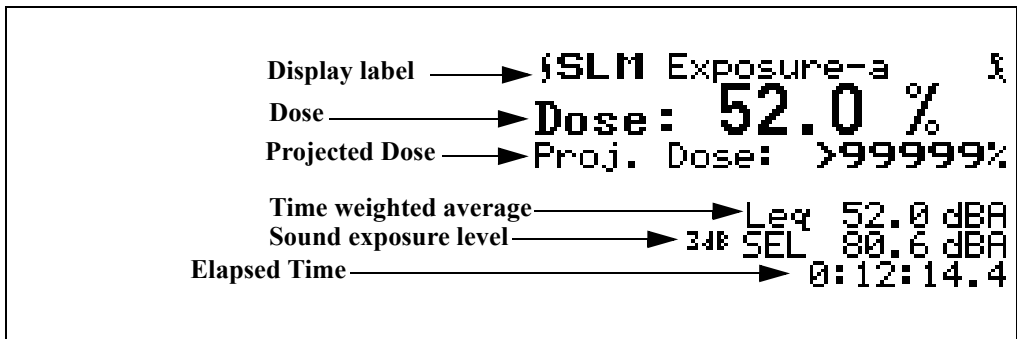 Display label SLM Exposure-a
Dose Dose: 52.0 %
Projected Dose Proj. Dose: >99999%
Time weighted average Leq 52.0 dBA
Sound exposure level 3dB SEL 80.6 dBA
Elapsed Time 0:12:14.4